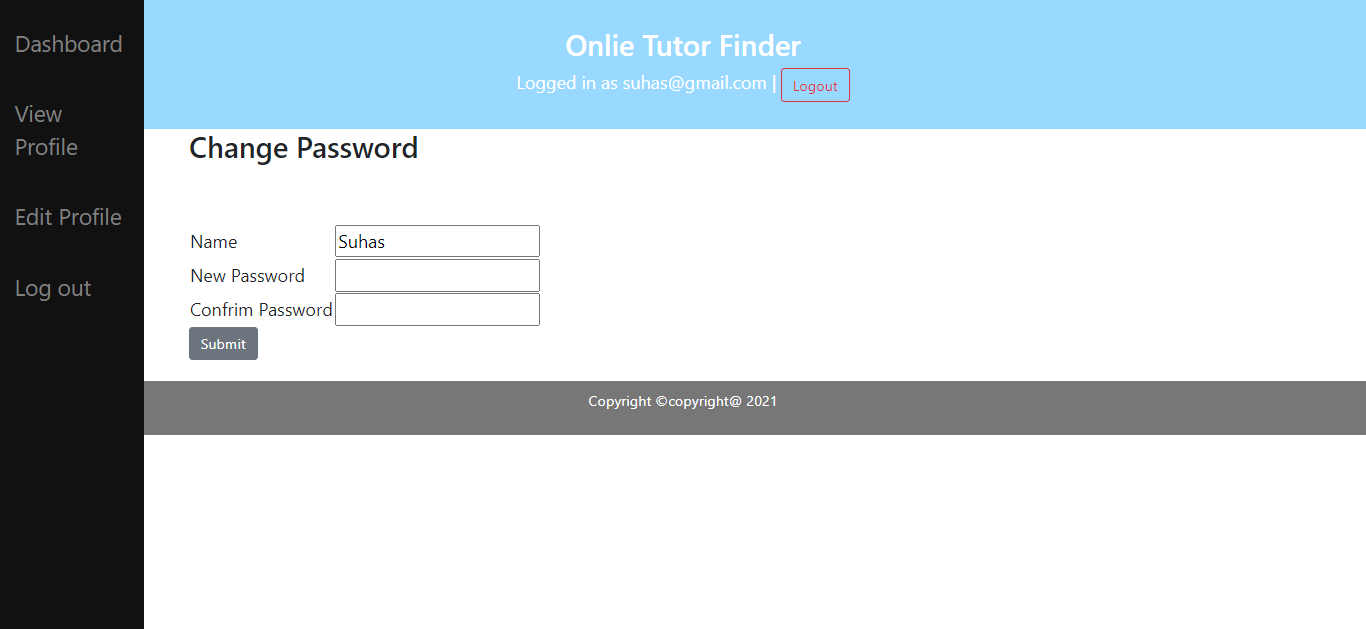 Dashboard
View
Profile
Edit Profile
Log out
Onlie Tutor Finder
Logged in as suhas@gmail.com | Logout
Change Password
Name Suhas
New Password
Confrim Password
Submit
Copyright ©copyright@ 2021